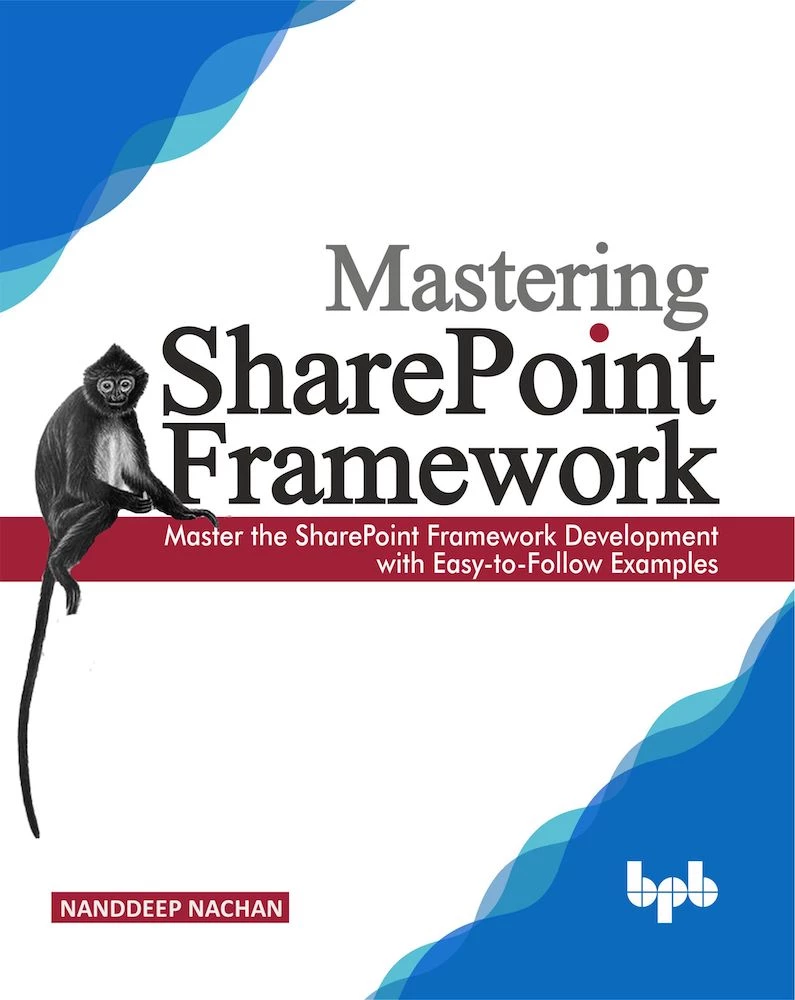 Mastering
SharePoint
Framework
Master the SharePoint Framework Development
with Easy-to-Follow Examples
NANDDEEP NACHAN
bpb